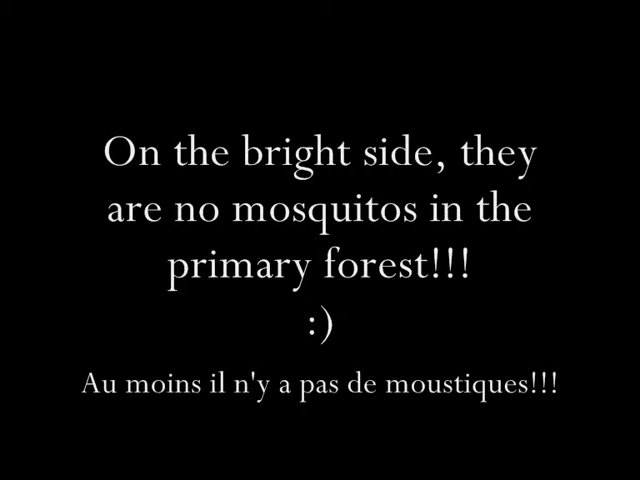 On the bright side, they
are no mosquitos in the
primary forest!!!
:)
Au moins il n'y a pas de moustiques!!!